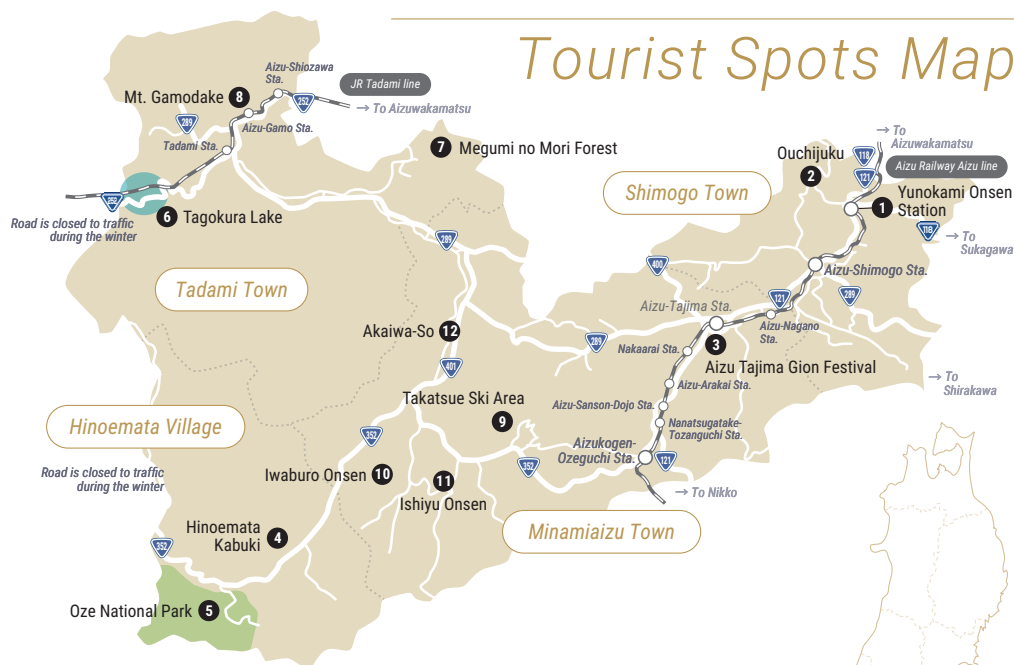 Tourist Spots Map
Aizu-Shiozawa
Sta.
JR Tadami line
252
→ To Aizuwakamatsu
Mt. Gamodake 8
289
Aizu-Gamo Sta.
Tadami Sta.
7 Megumi no Mori Forest
→ To
Aizuwakamatsu
118
Ouchijuku
2
Aizu Railway Aizu line
121
Shimogo Town
1 Yunokami Onsen
Station
252
6 Tagokura Lake
Road is closed to traffic
during the winter
118
→ To
Sukagawa
289
400
Aizu-Shimogo Sta.
Tadami Town
289
121
Aizu-Tajima Sta.
Aizu-Nagano
Sta.
Akaiwa-So 12
289
Nakaarai Sta.
3
Aizu Tajima Gion Festival
401
→ To
Shirakawa
Takatsue Ski Area
9
Aizu-Arakai Sta.
Aizu-Sanson-Dojo Sta.
Hinoemata Village
352
Nanatsugatake-
Tozanguchi Sta.
Aizukogen-
Ozeguchi Sta.
121
352
Road is closed to traffic
during the winter
Iwaburo Onsen 10
11
Ishiyu Onsen
→ To Nikko
Minamiaizu Town
Hinoemata
Kabuki 4
352
Oze National Park 5